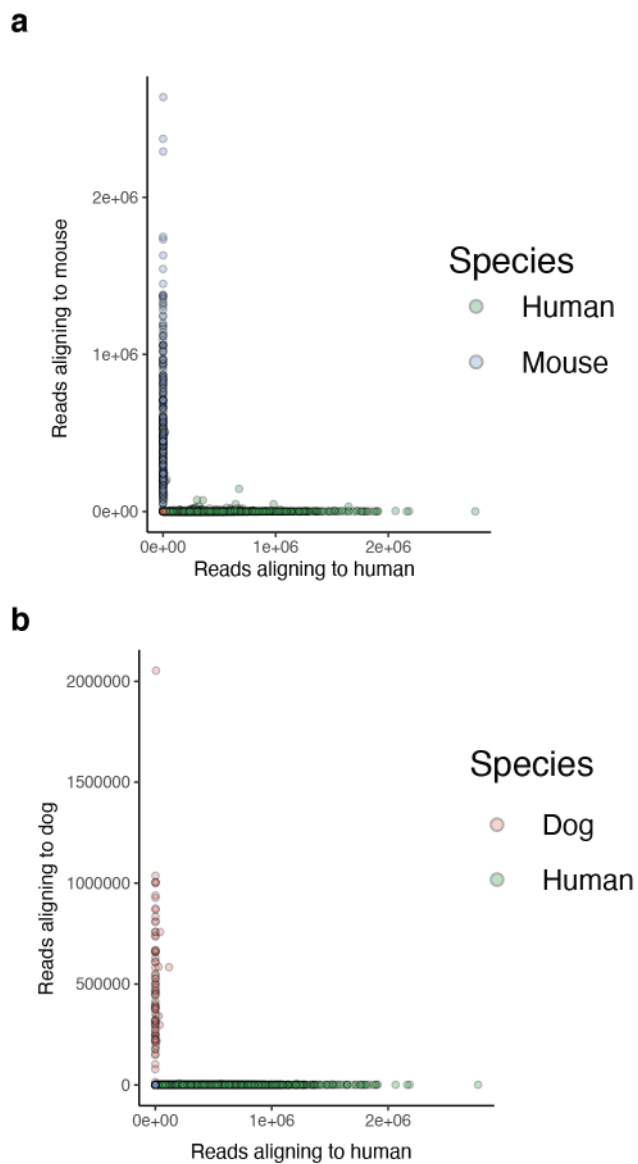 a
Reads aligning to mouse
2e+06
1e+06
0e+00
0e+00 1e+06 2e+06
Reads aligning to human
Species
Human
Mouse
b
Reads aligning to dog
2000000
1500000
1000000
500000
0
0e+00 1e+06 2e+06
Reads aligning to human
Species
Dog
Human